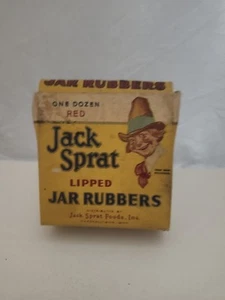 JAR RUBBERS
ONE DOZEN
RED
Jack
Sprat
LIPPED
JAR RUBBERS
Jack Sprat Foods, Inc.